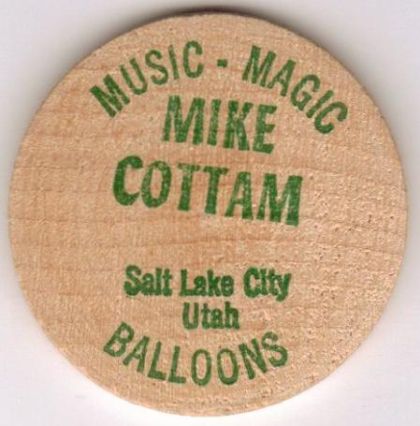 MUSIC - MAGIC
MIKE
COTTAM
Salt Lake City
Utah
BALLOONS